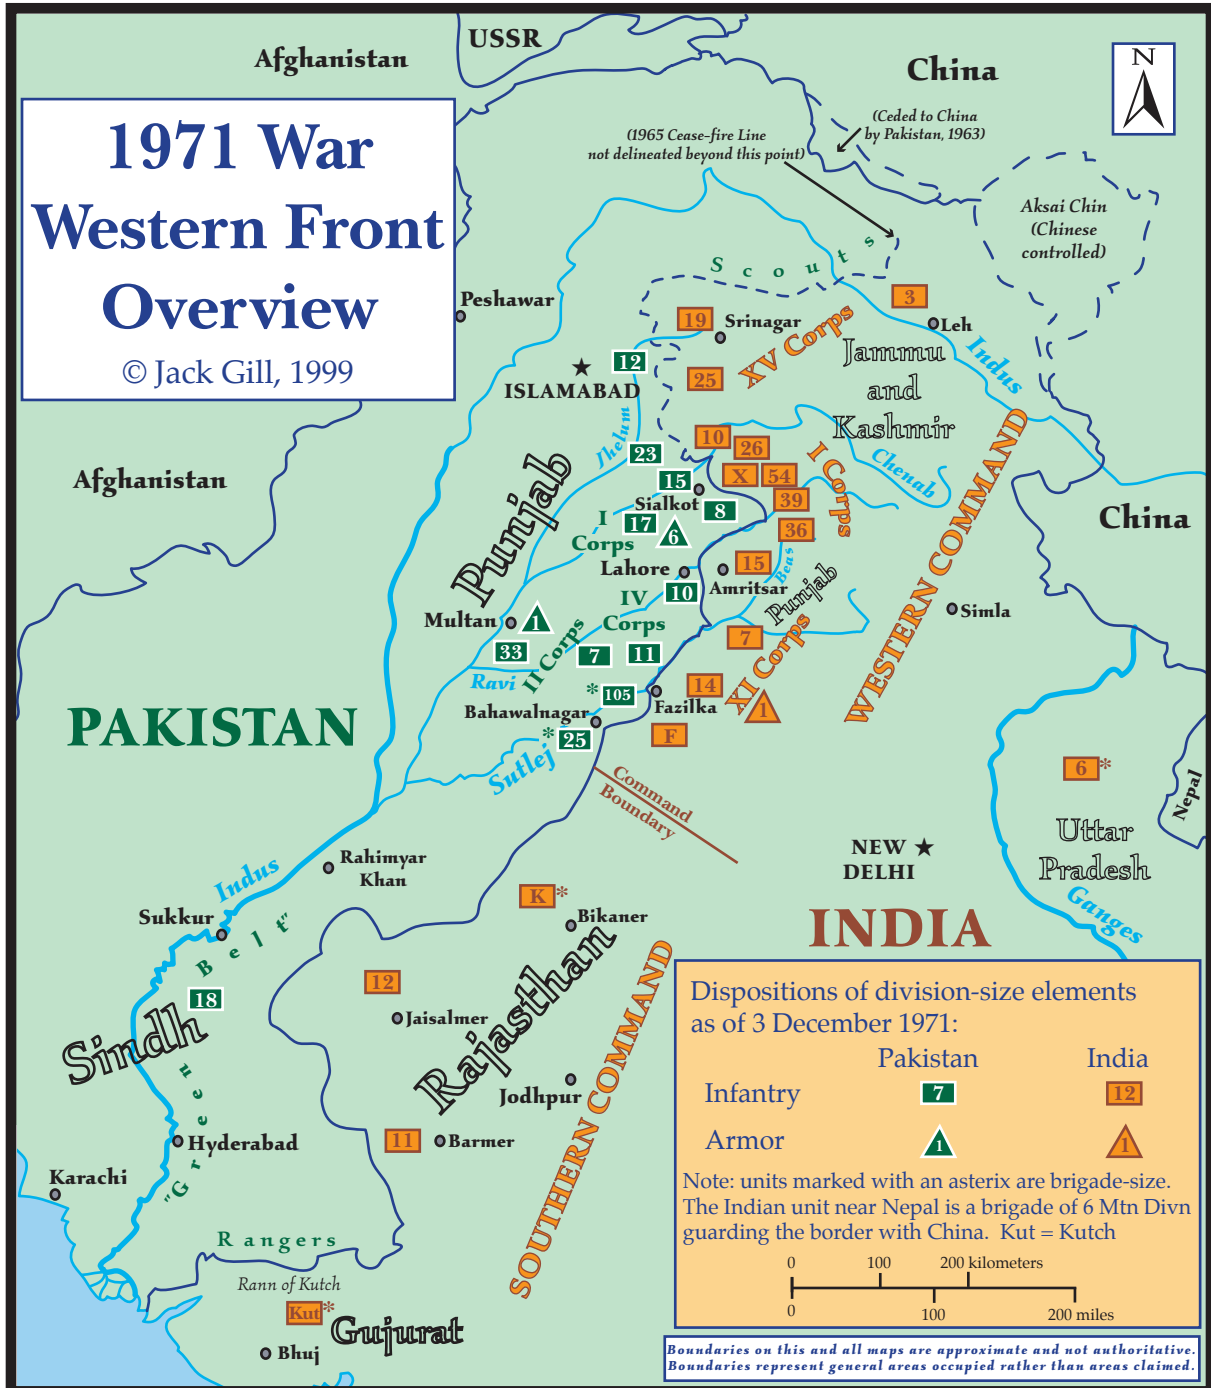 USSR
Afghanistan
China
N
1971 War
Western Front
Overview
© Jack Gill, 1999
(Ceded to China
by Pakistan, 1963)
(1965 Cease-fire Line
not delineated beyond this point)
Aksai Chin
(Chinese
controlled)
Scouts
Peshawar
3
Leh
19
Srinagar
XV Corps
Indus
12
ISLAMABAD
25
Jammu
and
Kashmir
Jhelum
10
26
I Corps
Chenab
WESTERN COMMAND
23
X
54
15
Sialkot
39
Afghanistan
Punjab
8
I
Corps
17
6
36
China
Lahore
15
Beas
Amritsar
Punjab
10
IV
Corps
Simla
Multan
1
33
II Corps
7
11
7
XI Corps
Ravi
*
105
14
1
Fazilka
Bahawalnagar
*
25
F
PAKISTAN
Sutlej
Command
Boundary
6*
Nepal
Uttar
Pradesh
NEW
DELHI
Rahimyar
Khan
Indus
K*
Bikaner
Ganges
INDIA
Sukkur
"Green Belt"
18
Sindh
12
Jaisalmer
Rajasthan
SOUTHERN COMMAND
Jodhpur
Hyderabad
11
Barmer
Karachi
Rangers
Rann of Kutch
Kut*
Gujurat
Bhuj
Dispositions of division-size elements
as of 3 December 1971:
Pakistan India
Infantry 7 12
Armor 1 1
Note: units marked with an asterix are brigade-size.
The Indian unit near Nepal is a brigade of 6 Mtn Divn
guarding the border with China. Kut = Kutch
0 100 200 kilometers
0 100 200 miles
Boundaries on this and all maps are approximate and not authoritative.
Boundaries represent general areas occupied rather than areas claimed.